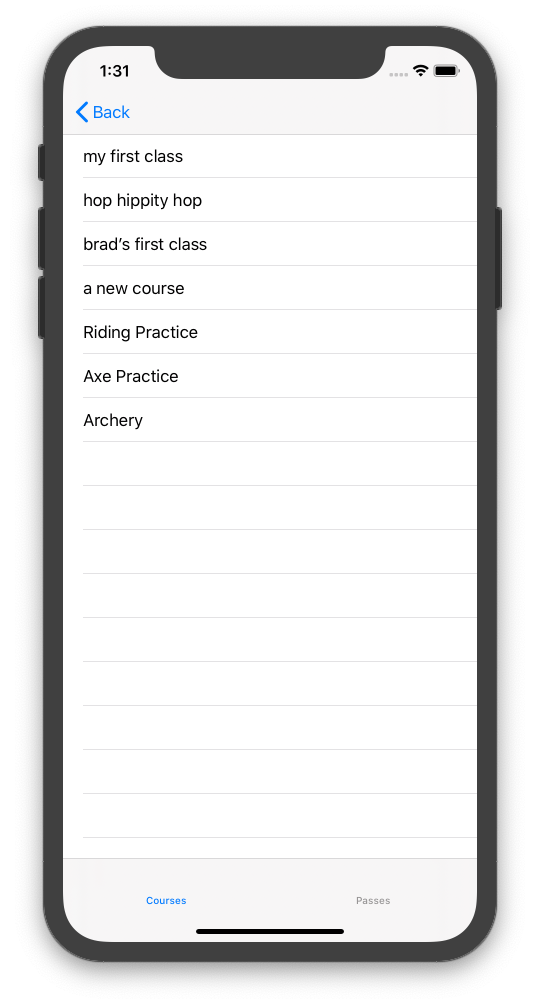 1:31
Back
my first class
hop hippity hop
brad’s first class
a new course
Riding Practice
Axe Practice
Archery
Courses
Passes